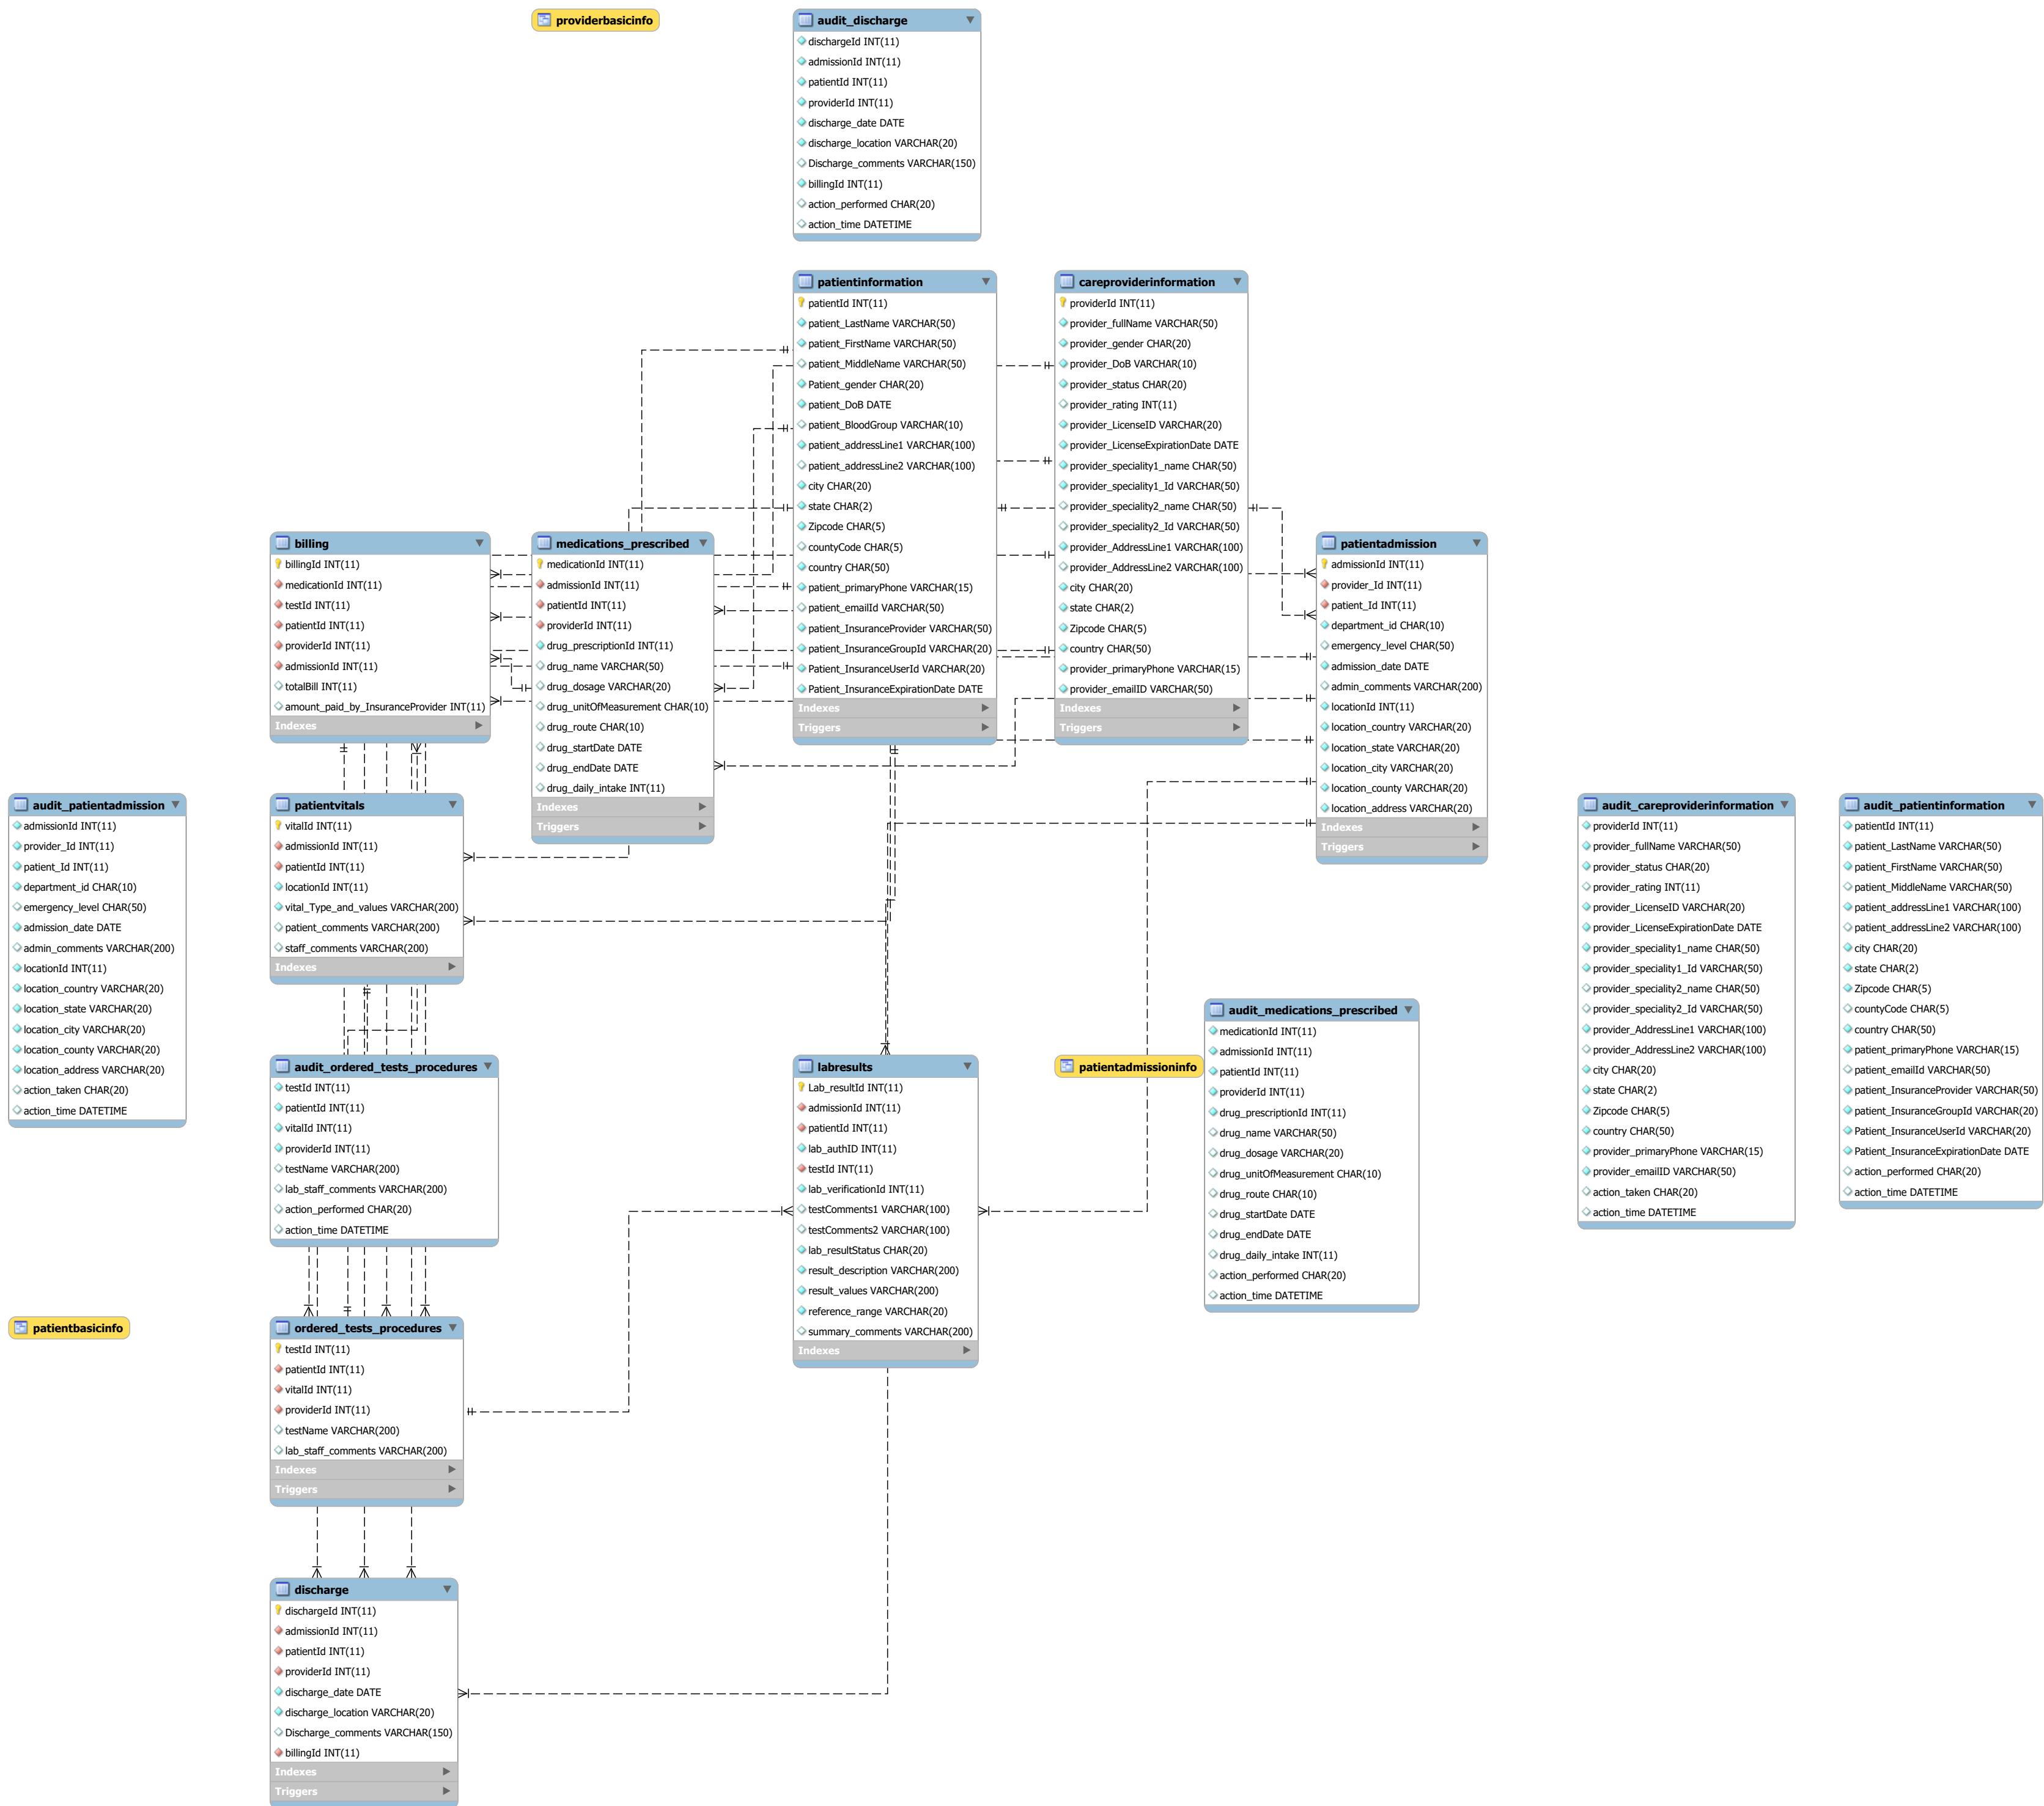 providerbasicinfo
audit_discharge
dischargeId INT(11)
admissionId INT(11)
patientId INT(11)
providerId INT(11)
discharge_date DATE
discharge_location VARCHAR(20)
Discharge_comments VARCHAR(150)
billingId INT(11)
action_performed CHAR(20)
action_time DATETIME
patientinformation
patientId INT(11)
patient_LastName VARCHAR(50)
patient_FirstName VARCHAR(50)
patient_MiddleName VARCHAR(50)
Patient_gender CHAR(20)
patient_DoB DATE
patient_BloodGroup VARCHAR(10)
patient_addressLine1 VARCHAR(100)
patient_addressLine2 VARCHAR(100)
city CHAR(20)
state CHAR(2)
Zipcode CHAR(5)
countyCode CHAR(5)
country CHAR(50)
patient_primaryPhone VARCHAR(15)
patient_emailId VARCHAR(50)
patient_InsuranceProvider VARCHAR(50)
patient_InsuranceGroupId VARCHAR(20)
Patient_InsuranceUserId VARCHAR(20)
Patient_InsuranceExpirationDate DATE
Indexes
Triggers
careproviderinformation
providerId INT(11)
provider_fullName VARCHAR(50)
provider_gender CHAR(20)
provider_DoB VARCHAR(10)
provider_status CHAR(20)
provider_rating INT(11)
provider_LicenseID VARCHAR(20)
provider_LicenseExpirationDate DATE
provider_speciality1_name CHAR(50)
provider_speciality1_Id VARCHAR(50)
provider_speciality2_name CHAR(50)
provider_speciality2_Id VARCHAR(50)
provider_AddressLine1 VARCHAR(100)
provider_AddressLine2 VARCHAR(100)
city CHAR(20)
state CHAR(2)
Zipcode CHAR(5)
country CHAR(50)
provider_primaryPhone VARCHAR(15)
provider_emailID VARCHAR(50)
Indexes
Triggers
billing
billingId INT(11)
medicationId INT(11)
testId INT(11)
patientId INT(11)
providerId INT(11)
admissionId INT(11)
totalBill INT(11)
amount_paid_by_InsuranceProvider INT(11)
Indexes
medications_prescribed
medicationId INT(11)
admissionId INT(11)
patientId INT(11)
providerId INT(11)
drug_prescriptionId INT(11)
drug_name VARCHAR(50)
drug_dosage VARCHAR(20)
drug_unitOfMeasurement CHAR(10)
drug_route CHAR(10)
drug_startDate DATE
drug_endDate DATE
drug_daily_intake INT(11)
Indexes
Triggers
patientadmission
admissionId INT(11)
provider_Id INT(11)
patient_Id INT(11)
department_id CHAR(10)
emergency_level CHAR(50)
admission_date DATE
admin_comments VARCHAR(200)
locationId INT(11)
location_country VARCHAR(20)
location_state VARCHAR(20)
location_city VARCHAR(20)
location_county VARCHAR(20)
location_address VARCHAR(20)
Indexes
Triggers
audit_patientadmission
admissionId INT(11)
provider_Id INT(11)
patient_Id INT(11)
department_id CHAR(10)
emergency_level CHAR(50)
admission_date DATE
admin_comments VARCHAR(200)
locationId INT(11)
location_country VARCHAR(20)
location_state VARCHAR(20)
location_city VARCHAR(20)
location_county VARCHAR(20)
location_address VARCHAR(20)
action_taken CHAR(20)
action_time DATETIME
patientvitals
vitalId INT(11)
admissionId INT(11)
patientId INT(11)
locationId INT(11)
vital_Type_and_values VARCHAR(200)
patient_comments VARCHAR(200)
staff_comments VARCHAR(200)
Indexes
audit_careproviderinformation
providerId INT(11)
provider_fullName VARCHAR(50)
provider_status CHAR(20)
provider_rating INT(11)
provider_LicenseID VARCHAR(20)
provider_LicenseExpirationDate DATE
provider_speciality1_name CHAR(50)
provider_speciality1_Id VARCHAR(50)
provider_speciality2_name CHAR(50)
provider_speciality2_Id VARCHAR(50)
provider_AddressLine1 VARCHAR(100)
provider_AddressLine2 VARCHAR(100)
city CHAR(20)
state CHAR(2)
Zipcode CHAR(5)
country CHAR(50)
provider_primaryPhone VARCHAR(15)
provider_emailID VARCHAR(50)
action_taken CHAR(20)
action_time DATETIME
audit_patientinformation
patientId INT(11)
patient_LastName VARCHAR(50)
patient_FirstName VARCHAR(50)
patient_MiddleName VARCHAR(50)
patient_addressLine1 VARCHAR(100)
patient_addressLine2 VARCHAR(100)
city CHAR(20)
state CHAR(2)
Zipcode CHAR(5)
countyCode CHAR(5)
country CHAR(50)
patient_primaryPhone VARCHAR(15)
patient_emailId VARCHAR(50)
patient_InsuranceProvider VARCHAR(50)
patient_InsuranceGroupId VARCHAR(20)
Patient_InsuranceUserId VARCHAR(20)
Patient_InsuranceExpirationDate DATE
action_performed CHAR(20)
action_time DATETIME
audit_ordered_tests_procedures
testId INT(11)
patientId INT(11)
vitalId INT(11)
providerId INT(11)
testName VARCHAR(200)
lab_staff_comments VARCHAR(200)
action_performed CHAR(20)
action_time DATETIME
labresults
Lab_resultId INT(11)
admissionId INT(11)
patientId INT(11)
lab_authID INT(11)
testId INT(11)
lab_verificationId INT(11)
testComments1 VARCHAR(100)
testComments2 VARCHAR(100)
lab_resultStatus CHAR(20)
result_description VARCHAR(200)
result_values VARCHAR(200)
reference_range VARCHAR(20)
summary_comments VARCHAR(200)
Indexes
patientadmissioninfo
audit_medications_prescribed
medicationId INT(11)
admissionId INT(11)
patientId INT(11)
providerId INT(11)
drug_prescriptionId INT(11)
drug_name VARCHAR(50)
drug_dosage VARCHAR(20)
drug_unitOfMeasurement CHAR(10)
drug_route CHAR(10)
drug_startDate DATE
drug_endDate DATE
drug_daily_intake INT(11)
action_performed CHAR(20)
action_time DATETIME
patientbasicinfo
ordered_tests_procedures
testId INT(11)
patientId INT(11)
vitalId INT(11)
providerId INT(11)
testName VARCHAR(200)
lab_staff_comments VARCHAR(200)
Indexes
Triggers
discharge
dischargeId INT(11)
admissionId INT(11)
patientId INT(11)
providerId INT(11)
discharge_date DATE
discharge_location VARCHAR(20)
Discharge_comments VARCHAR(150)
billingId INT(11)
Indexes
Triggers